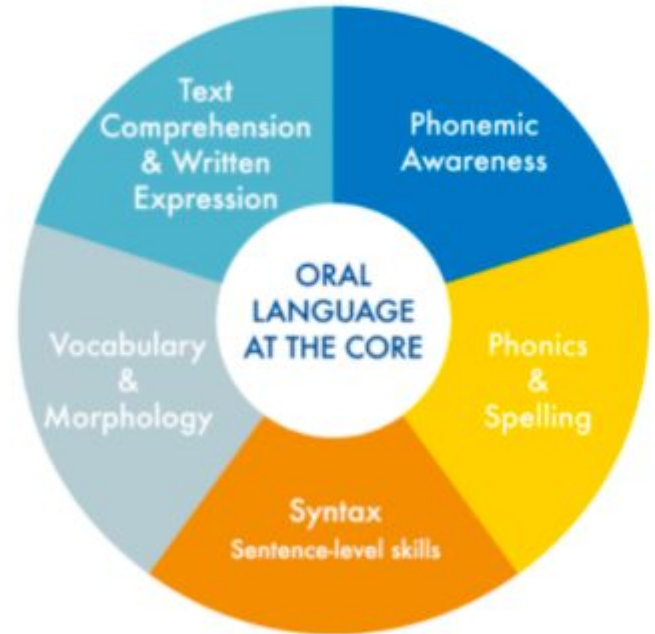 Text
Comprehension
& Written
Expression
Phonemic
Awareness
ORAL
LANGUAGE
AT THE CORE
Vocabulary
&
Morphology
Phonics
&
Spelling
Syntax
Sentence-level skills